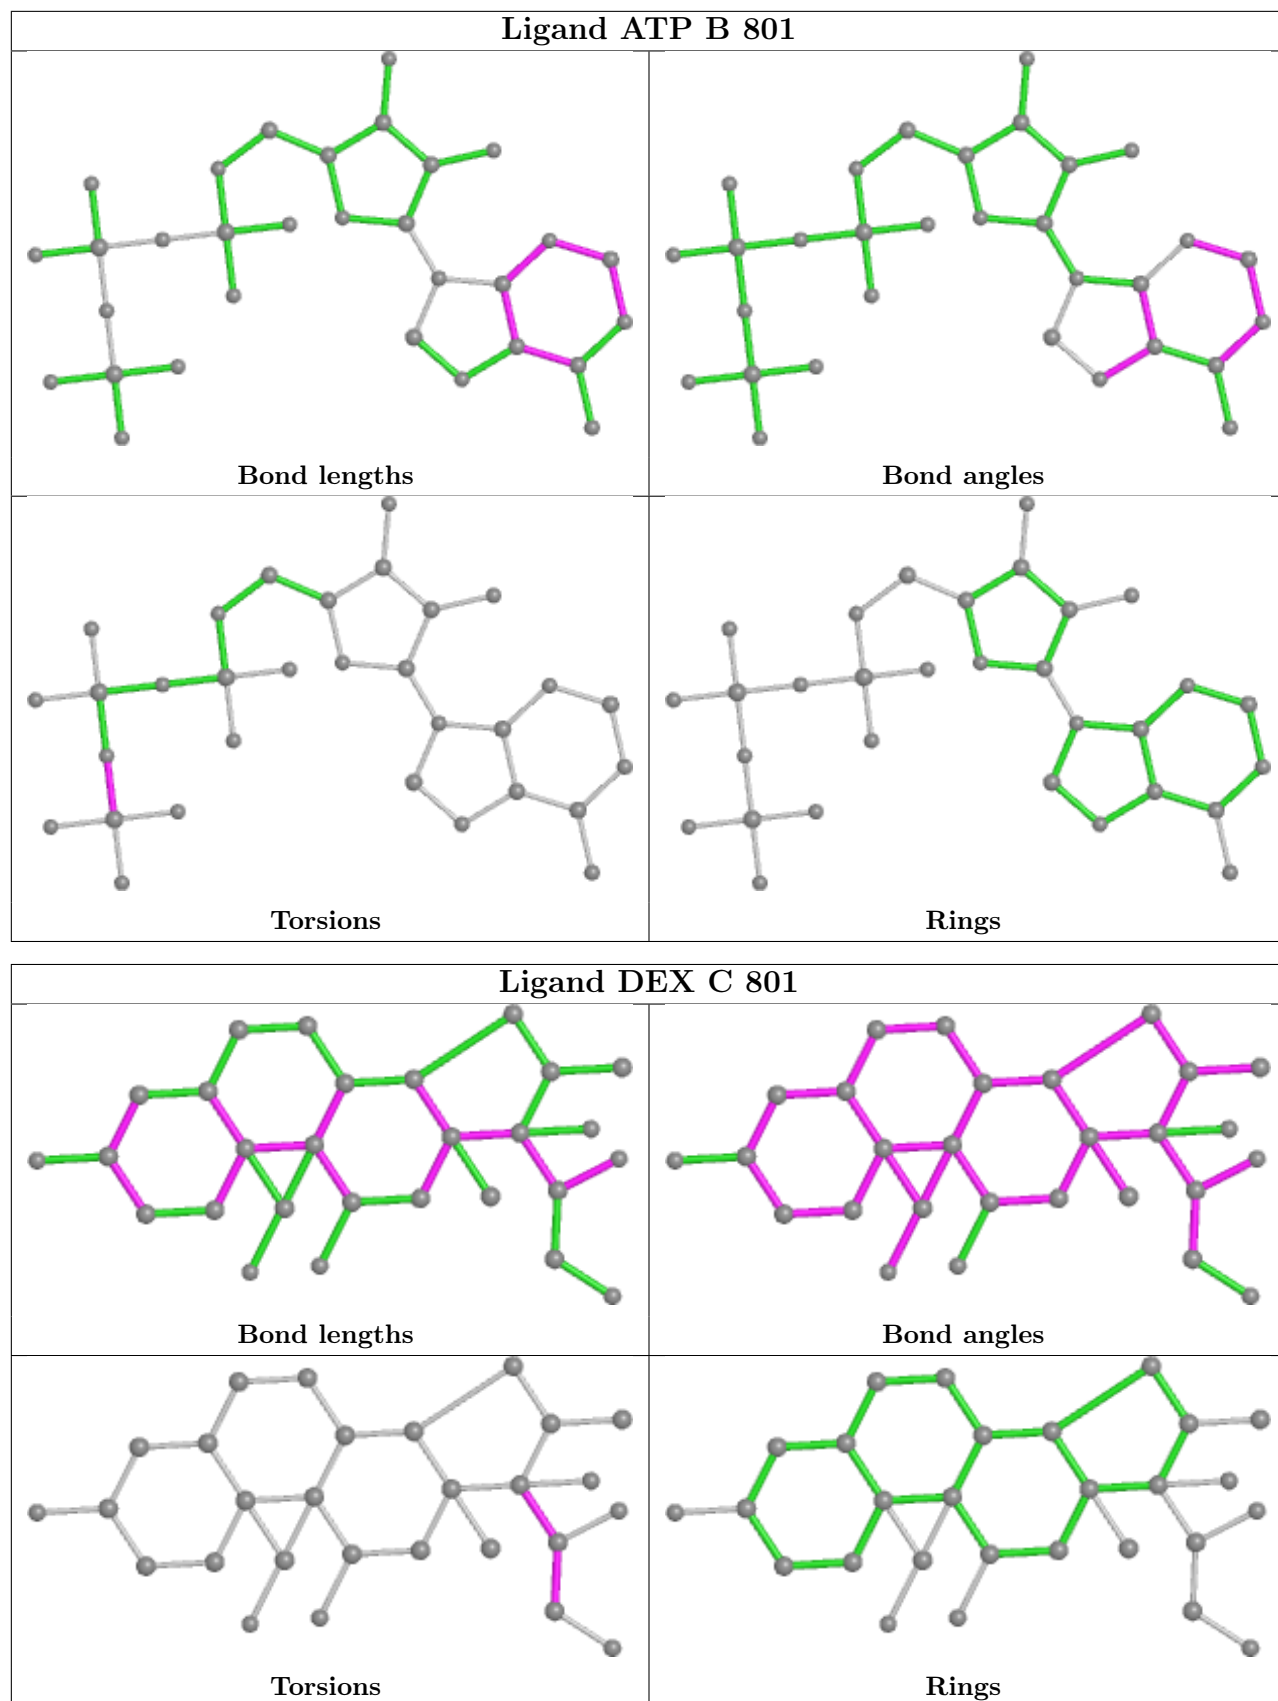 Ligand ATP B 801
Bond lengths
Bond angles
Torsions
Rings
Ligand DEX C 801
Bond lengths
Bond angles
Torsions
Rings